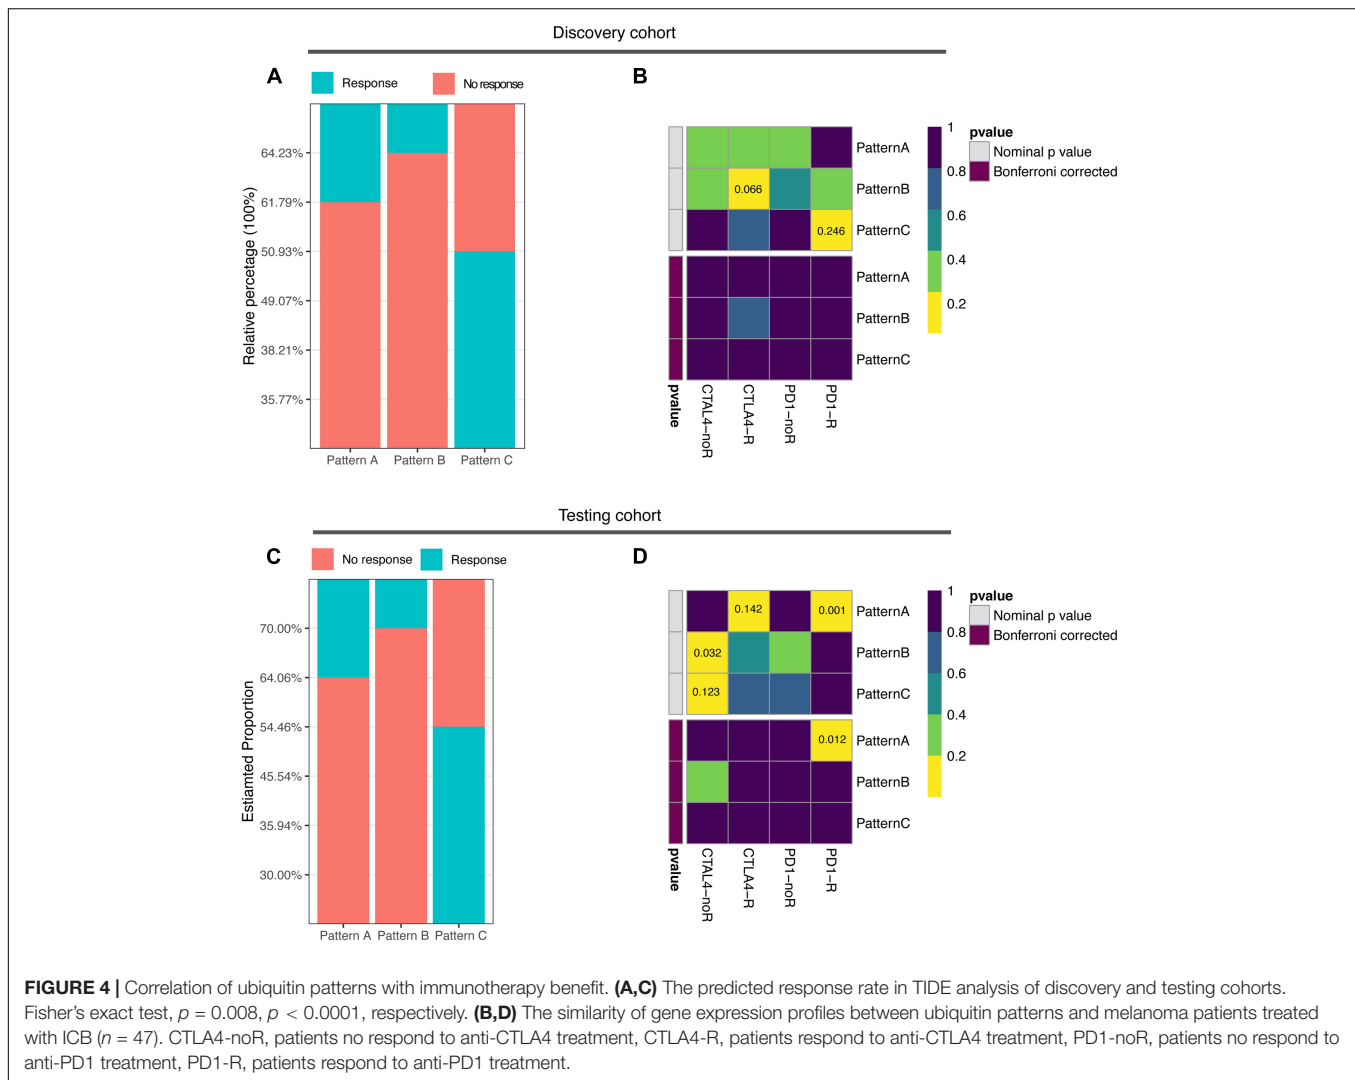 Discovery cohort
A
Response
No response
Relative percetage (100%)
64.23%
61.79%
50.93%
49.07%
38.21%
35.77%
Pattern A
Pattern B
Pattern C
B
PatternA
0.066
PatternB
0.246
PatternC
PatternA
PatternB
PatternC
pvalue
CTAL4–noR
CTLA4–R
PD1–noR
PD1–R
1
0.8
0.6
0.4
0.2
pvalue
Nominal p value
Bonferroni corrected
Testing cohort
C
No response
Response
Estiamted Proportion
70.00%
64.06%
54.46%
45.54%
35.94%
30.00%
Pattern A
Pattern B
Pattern C
D
0.142
0.001
PatternA
0.032
PatternB
0.123
PatternC
0.012
PatternA
PatternB
PatternC
pvalue
CTAL4–noR
CTLA4–R
PD1–noR
PD1–R
1
0.8
0.6
0.4
0.2
pvalue
Nominal p value
Bonferroni corrected
FIGURE 4 | Correlation of ubiquitin patterns with immunotherapy benefit. (A,C) The predicted response rate in TIDE analysis of discovery and testing cohorts.
Fisher's exact test, p = 0.008, p < 0.0001, respectively. (B,D) The similarity of gene expression profiles between ubiquitin patterns and melanoma patients treated
with ICB (n = 47). CTLA4-noR, patients no respond to anti-CTLA4 treatment, CTLA4-R, patients respond to anti-CTLA4 treatment, PD1-noR, patients no respond to
anti-PD1 treatment, PD1-R, patients respond to anti-PD1 treatment.